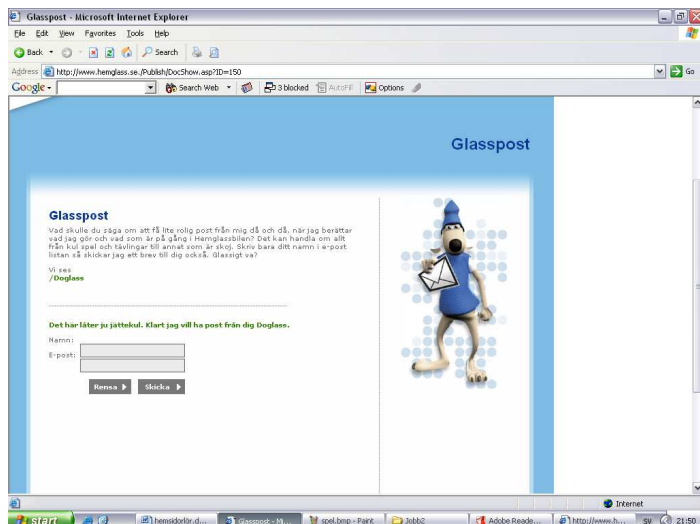 Glasspost - Microsoft Internet Explorer
File Edit View Favorites Tools Help
Back Search
Address http://www.hemglass.se./Publish/DocShow.asp?ID=150 Go
Google Search Web 3 blocked AutoFill Options
Glasspost
Glasspost
Vad skulle du säga om att få lite rolig post från mig då och då, när jag berättar
vad jag gör och vad som är på gång i Hemglassbilen? Det kan handla om allt
från kul spel och tävlingar till annat som är skoj. Skriv bara ditt namn i e-post
listan så skickar jag ett brev till dig också. Glassigt va?
Vi ses
/Doglass
Det här låter ju jättekul. Klart jag vill ha post från dig Doglass.
Namn:
E-post:
Rensa Skicka
Internet
start hemsidorlör.d... Glasspost - Mi... spel.bmp - Paint Jobb2 Adobe Reade... http://www.h... SV 21:50